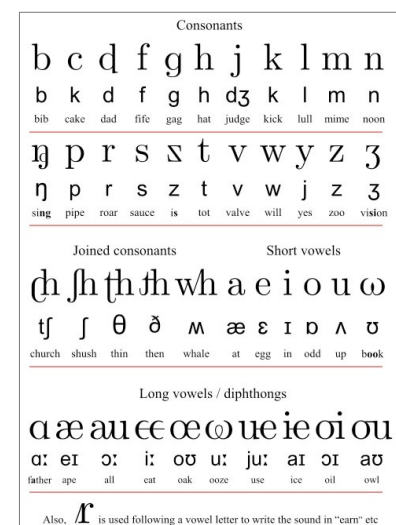 Consonants
b c d f g h j k l m n
b k d f g h dʒ k l m n
bib cake dad fife gag hat judge kick lull mime noon
ŋ p r s z t v w y z ʒ
ŋ p r s z t v w j z ʒ
sing pipe roar sauce is tot valve will yes zoo vision
Joined consonants Short vowels
ch ʃh th ƕh wh a e i o u ω
tʃ ʃ θ ð ʍ æ ɛ ɪ ɒ ʌ ʊ
church shush thin then whale at egg in odd up book
Long vowels / diphthongs
ɑ æ au ɛɛ œ ꞷ ue ie oi ou
ɑː eɪ ɔː iː oʊ uː juː aɪ ɔɪ aʊ
father ape all eat oak ooze use ice oil owl
Also, r is used following a vowel letter to write the sound in "earn" etc